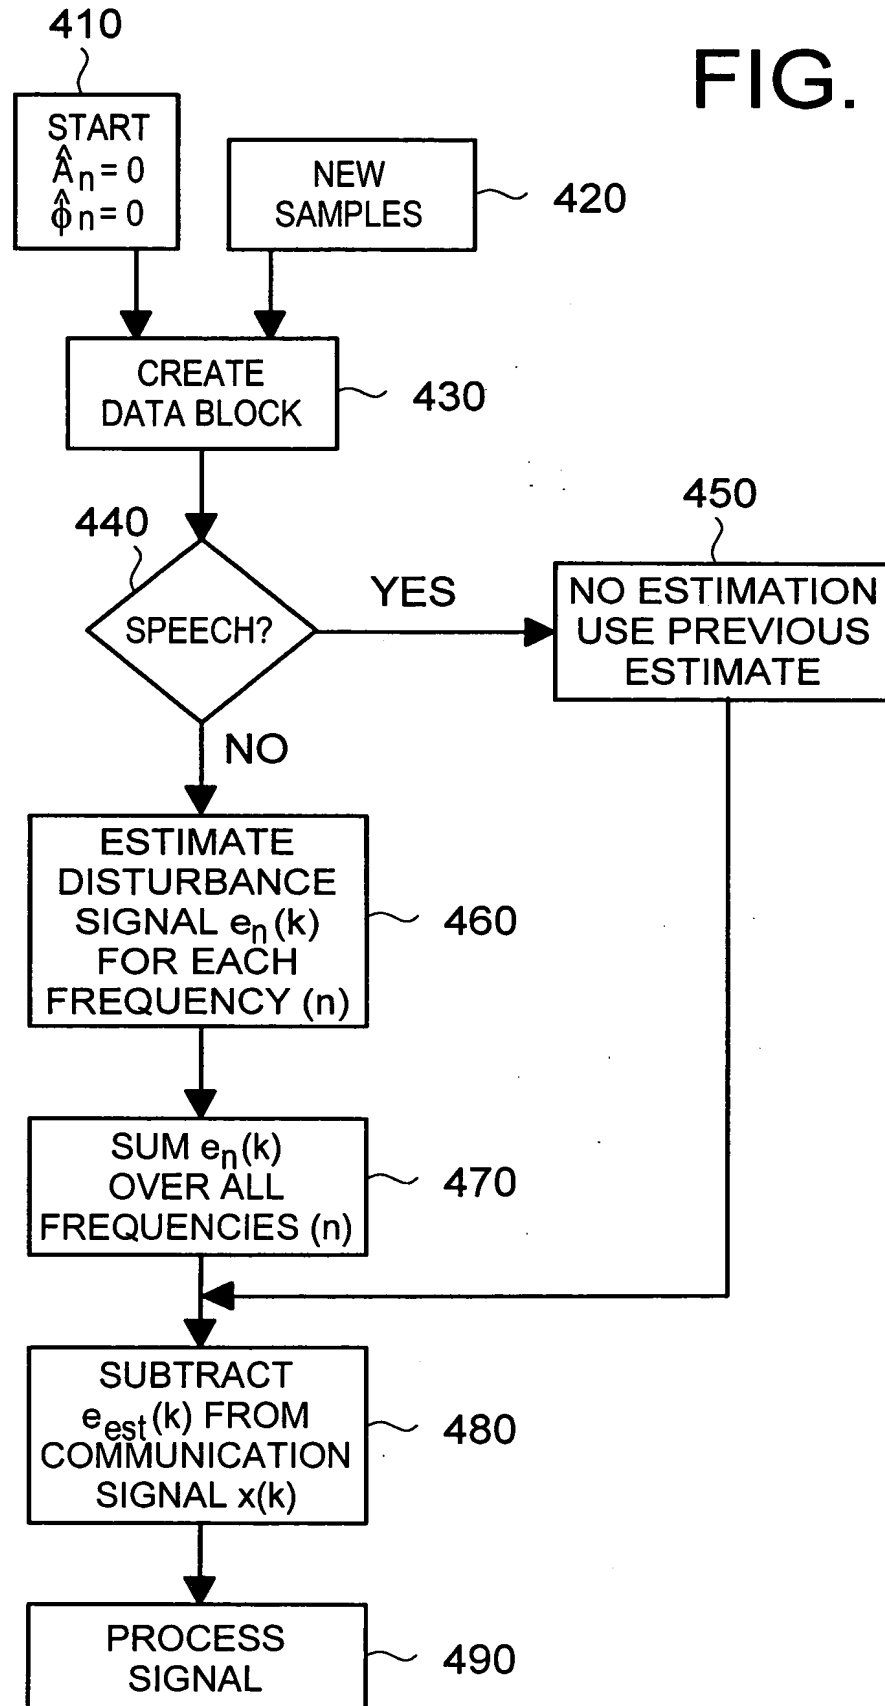 410
FIG.
START
Â n = 0
ϕ̂ n = 0
NEW
SAMPLES
420
CREATE
DATA BLOCK
430
440
SPEECH?
YES
450
NO ESTIMATION
USE PREVIOUS
ESTIMATE
NO
ESTIMATE
DISTURBANCE
SIGNAL en(k)
FOR EACH
FREQUENCY (n)
460
SUM en(k)
OVER ALL
FREQUENCIES (n)
470
SUBTRACT
eest(k) FROM
COMMUNICATION
SIGNAL x(k)
480
PROCESS
SIGNAL
490